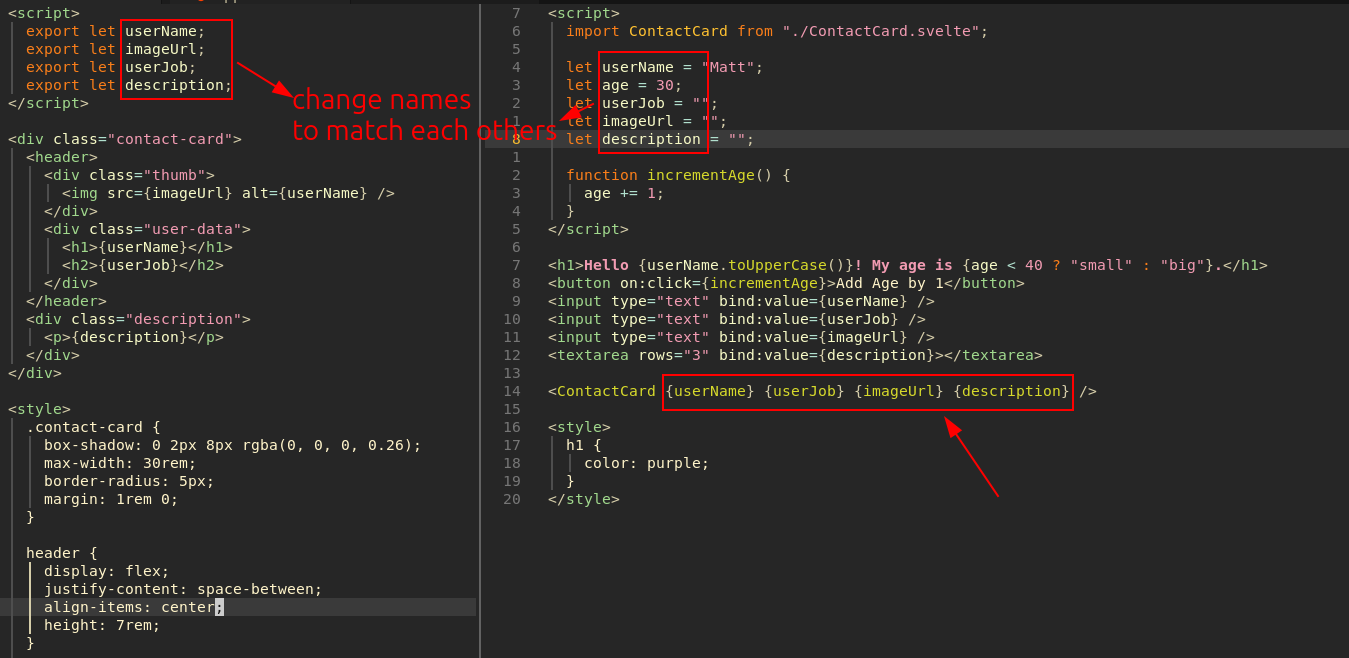 <script>
export let userName;
export let imageUrl;
export let userJob;
export let description;
</script>
<div class="contact-card">
<header>
<div class="thumb">
<img src={imageUrl} alt={userName} />
</div>
<div class="user-data">
<h1>{userName}</h1>
<h2>{userJob}</h2>
</div>
</header>
<div class="description">
<p>{description}</p>
</div>
</div>
<style>
.contact-card {
box-shadow: 0 2px 8px rgba(0, 0, 0, 0.26);
max-width: 30rem;
border-radius: 5px;
margin: 1rem 0;
}
header {
display: flex;
justify-content: space-between;
align-items: center;
height: 7rem;
}
change names
to match each others
7 <script>
6 import ContactCard from "./ContactCard.svelte";
5
4 let userName = "Matt";
3 let age = 30;
2 let userJob = "";
1 let imageUrl = "";
8 let description = "";
1
2 function incrementAge() {
3 age += 1;
4 }
5 </script>
6
7 <h1>Hello {userName.toUpperCase()}! My age is {age < 40 ? "small" : "big"}.</h1>
8 <button on:click={incrementAge}>Add Age by 1</button>
9 <input type="text" bind:value={userName} />
10 <input type="text" bind:value={userJob} />
11 <input type="text" bind:value={imageUrl} />
12 <textarea rows="3" bind:value={description}></textarea>
13
14 <ContactCard {userName} {userJob} {imageUrl} {description} />
15
16 <style>
17 h1 {
18 color: purple;
19 }
20 </style>